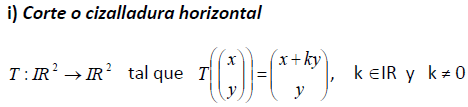 i) Corte o cizalladura horizontal
T : IR² → IR² tal que T((x y)) = (x + ky y), k ∈IR y k ≠ 0